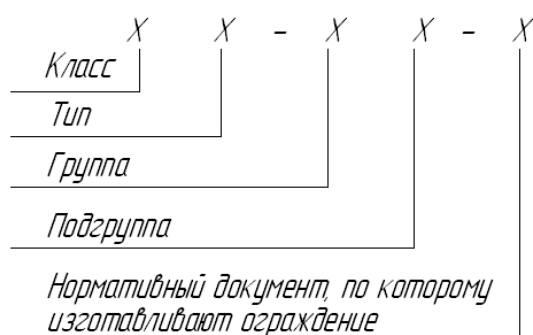 Х Х - Х Х - Х
Класс
Тип
Группа
Подгруппа
Нормативный документ, по которому
изготавливают ограждение